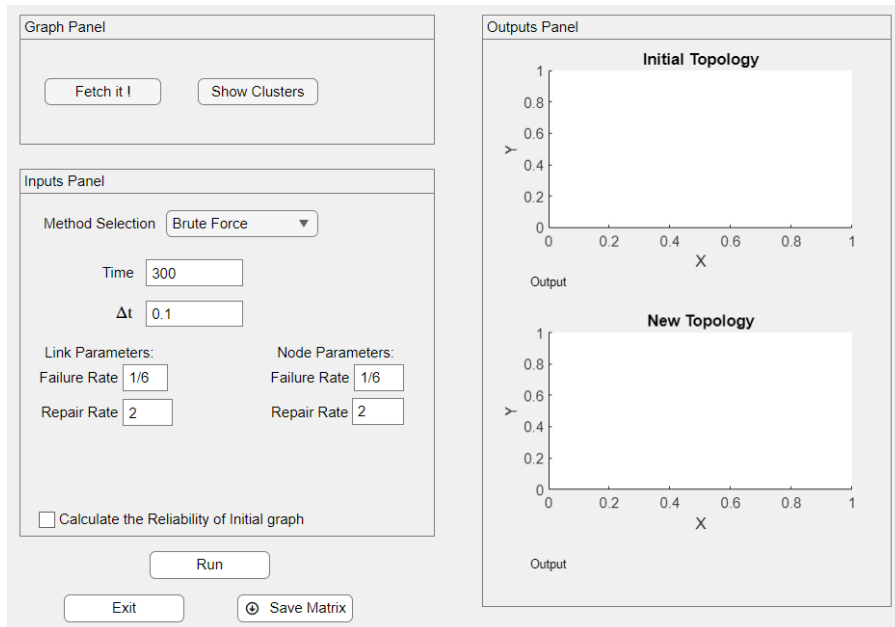 Graph Panel
Fetch it !
Show Clusters
Inputs Panel
Method Selection Brute Force
Time 300
Δt 0.1
Link Parameters:
Node Parameters:
Failure Rate 1/6
Failure Rate 1/6
Repair Rate 2
Repair Rate 2
Calculate the Reliability of Initial graph
Run
Exit
Save Matrix
Outputs Panel
Initial Topology
1
0.8
0.6
0.4
0.2
0
Y
0 0.2 0.4 0.6 0.8 1
X
Output
New Topology
1
0.8
0.6
0.4
0.2
0
Y
0 0.2 0.4 0.6 0.8 1
X
Output